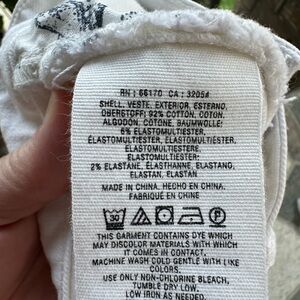 RN : 66170 CA : 32054
SHELL, VESTE, EXTERIOR, ESTERNO,
OBERSTOFF: 92% COTTON, COTON,
ALGODÓN, COTONE, BAUMWOLLE;
6% ELASTOMULTIESTER,
ÉLASTOMULTIESTER, ELASTOMULTIESTER,
ELASTOMULTIESTERE,
ELASTOMULTIESTER;
2% ELASTANE, ÉLASTHANNE, ELASTANO,
ELASTAN, ELASTAN
MADE IN CHINA. HECHO EN CHINA.
FABRIQUÉ EN CHINE
30
THIS GARMENT CONTAINS DYE WHICH
MAY DISCOLOR MATERIALS WITH WHICH
IT COMES IN CONTACT.
MACHINE WASH COLD GENTLE WITH LIKE
COLORS.
USE ONLY NON-CHLORINE BLEACH,
TUMBLE DRY LOW.
LOW IRON AS NEEDED